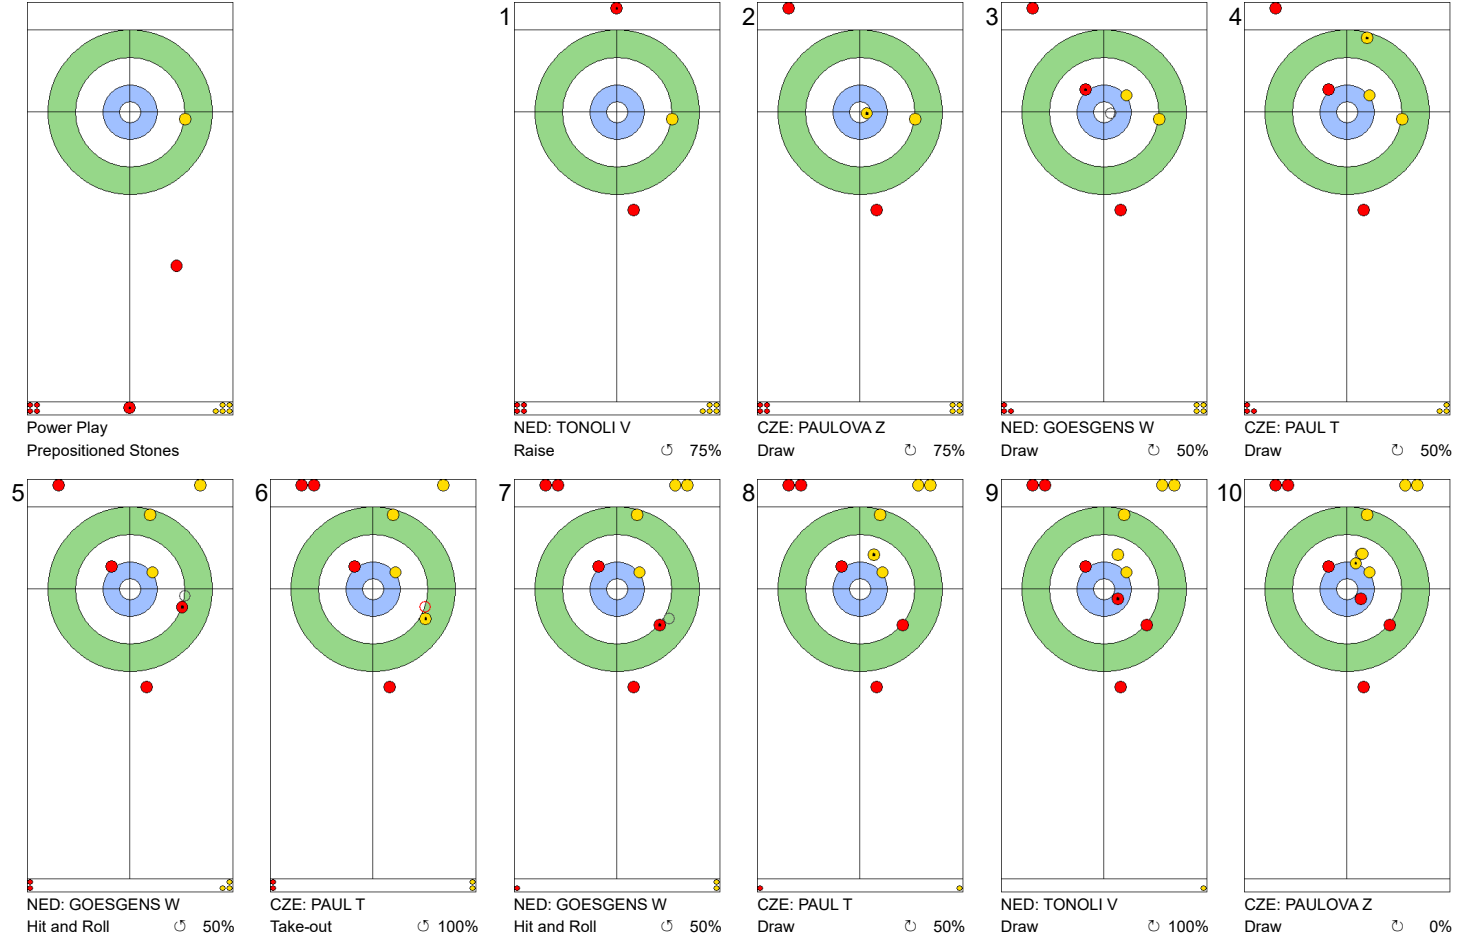 Power Play
Prepositioned Stones
1
NED: TONOLI V
Raise ↺ 75%
2
CZE: PAULOVA Z
Draw ↻ 75%
3
NED: GOESGENS W
Draw ↻ 50%
4
CZE: PAUL T
Draw ↻ 50%
5
NED: GOESGENS W
Hit and Roll ↺ 50%
6
CZE: PAUL T
Take-out ↺ 100%
7
NED: GOESGENS W
Hit and Roll ↺ 50%
8
CZE: PAUL T
Draw ↺ 50%
9
NED: TONOLI V
Draw ↺ 100%
10
CZE: PAULOVA Z
Draw ↻ 0%